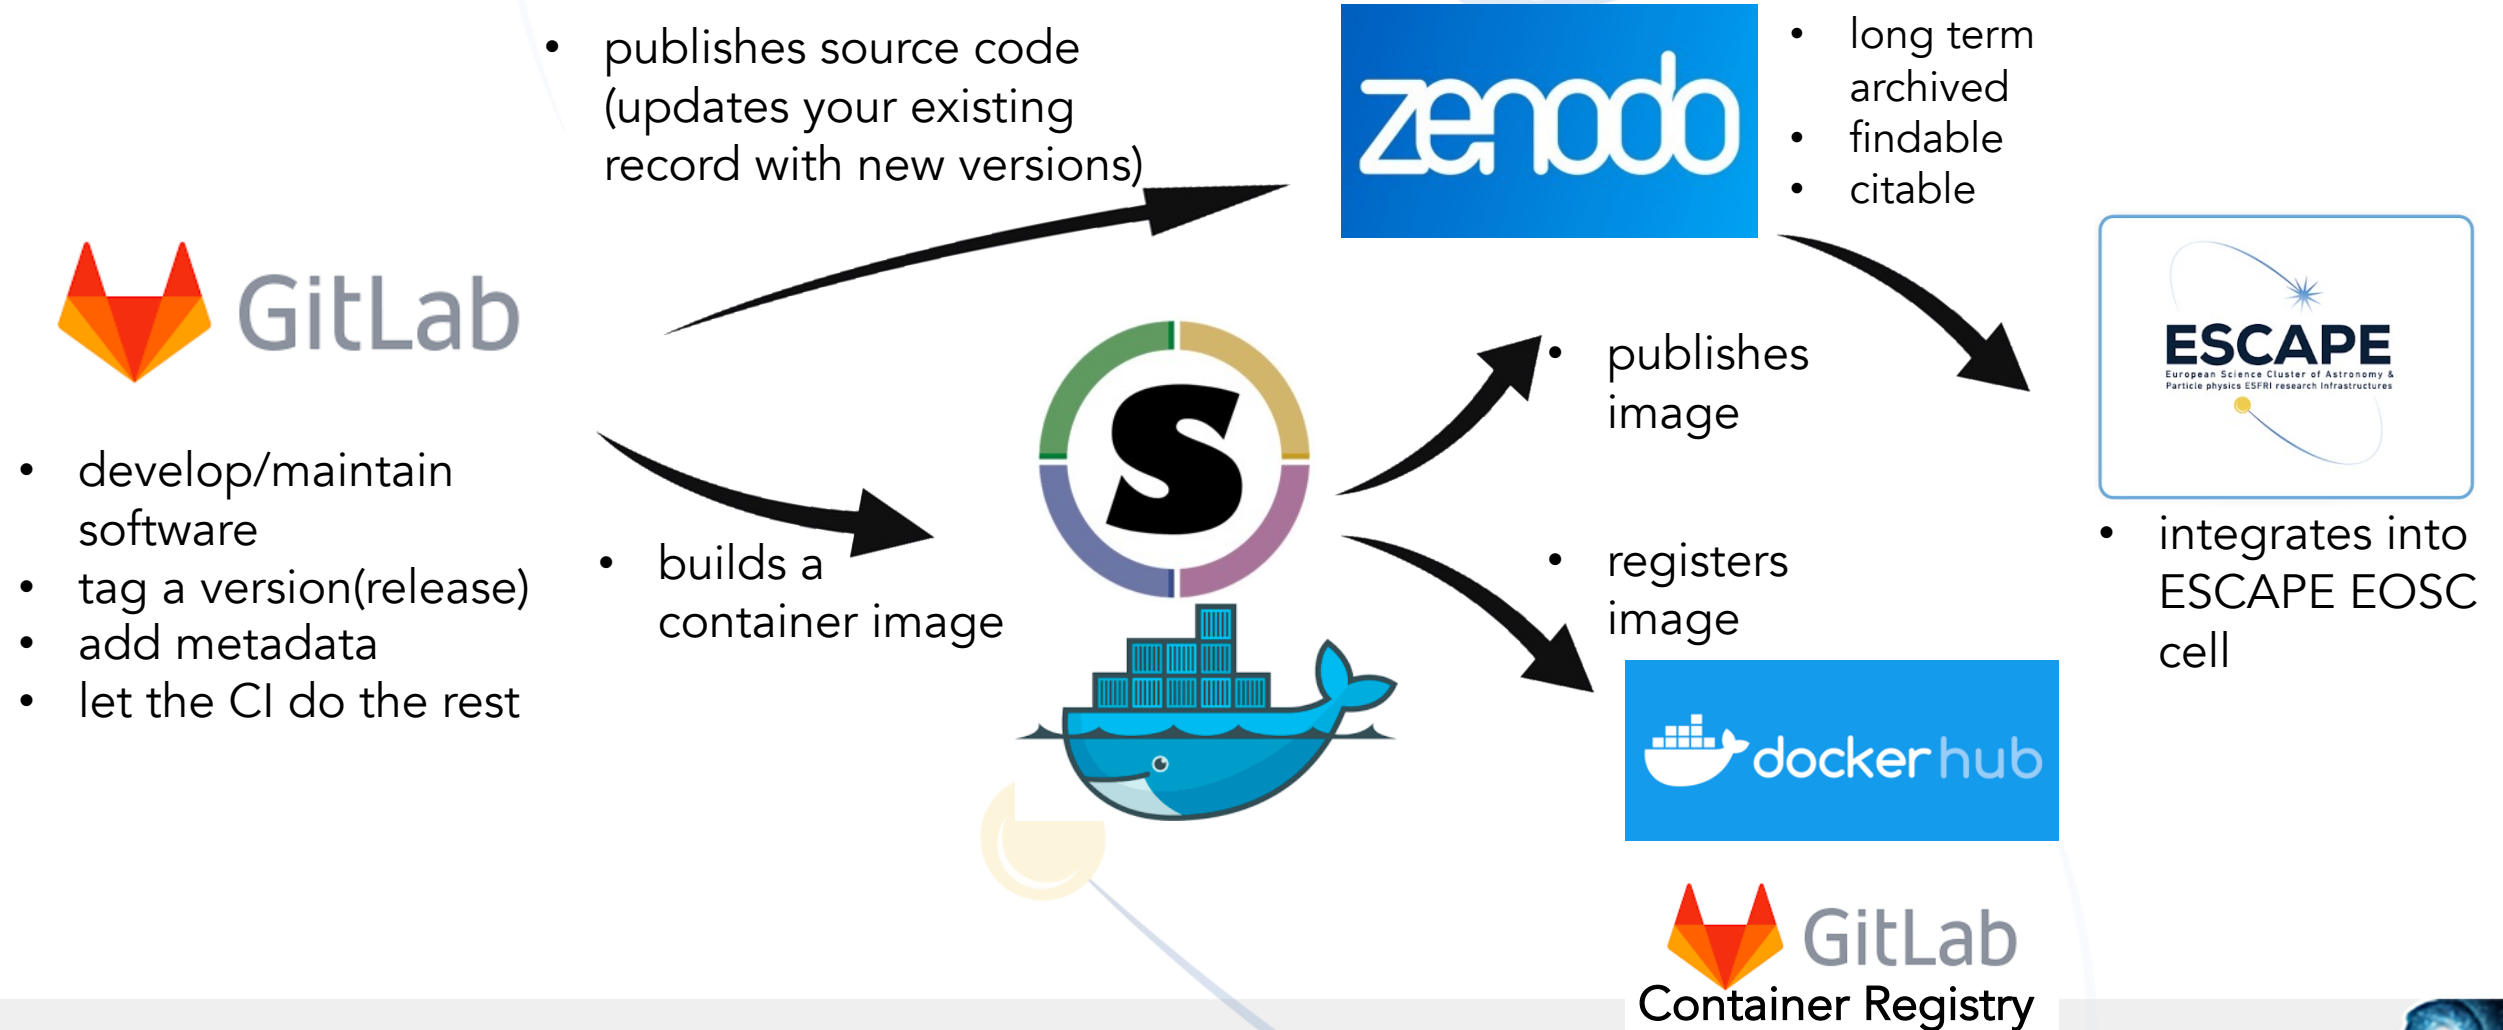 • publishes source code
(updates your existing
record with new versions)
zenodo
• long term
archived
• findable
• citable
GitLab
• develop/maintain
software
• tag a version(release)
• add metadata
• let the CI do the rest
• builds a
container image
S
• publishes
image
• registers
image
ESCAPE
European Science Cluster of Astronomy &
Particle physics ESFRI research Infrastructures
• integrates into
ESCAPE EOSC
cell
dockerhub
GitLab
Container Registry